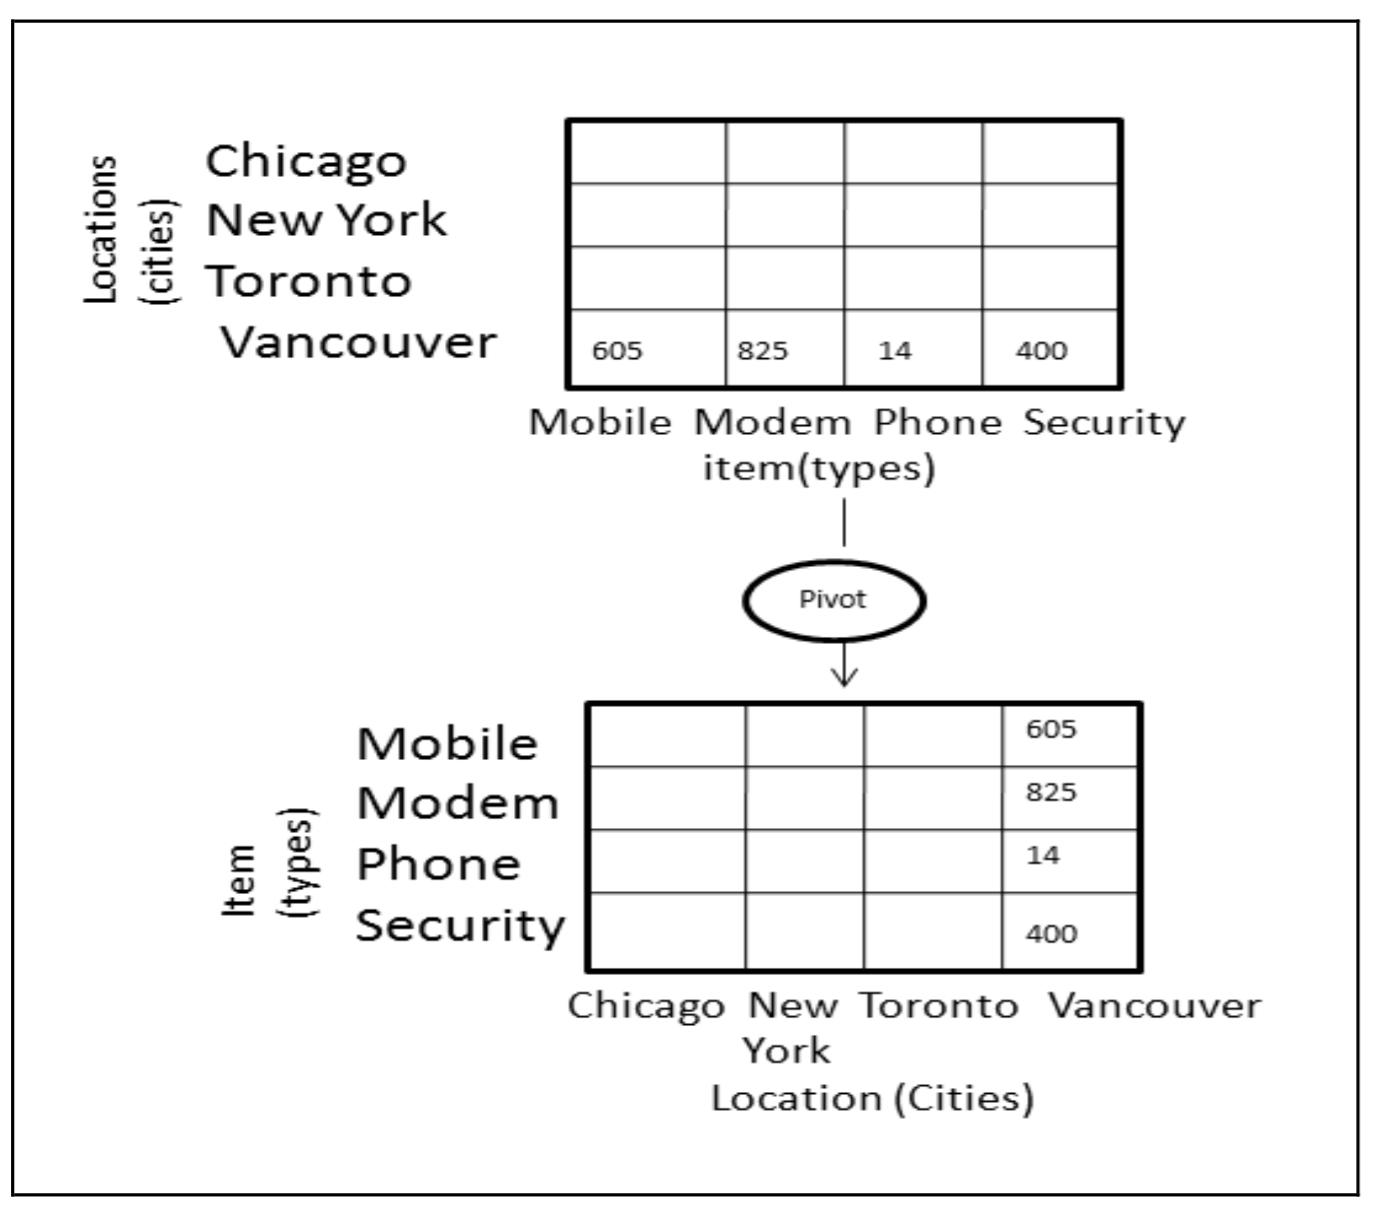 Locations
(cities)
Chicago
New York
Toronto
Vancouver
605 825 14 400
Mobile Modem Phone Security
item(types)
Pivot
Item
(types)
Mobile
Modem
Phone
Security
605
825
14
400
Chicago New Toronto Vancouver
York
Location (Cities)